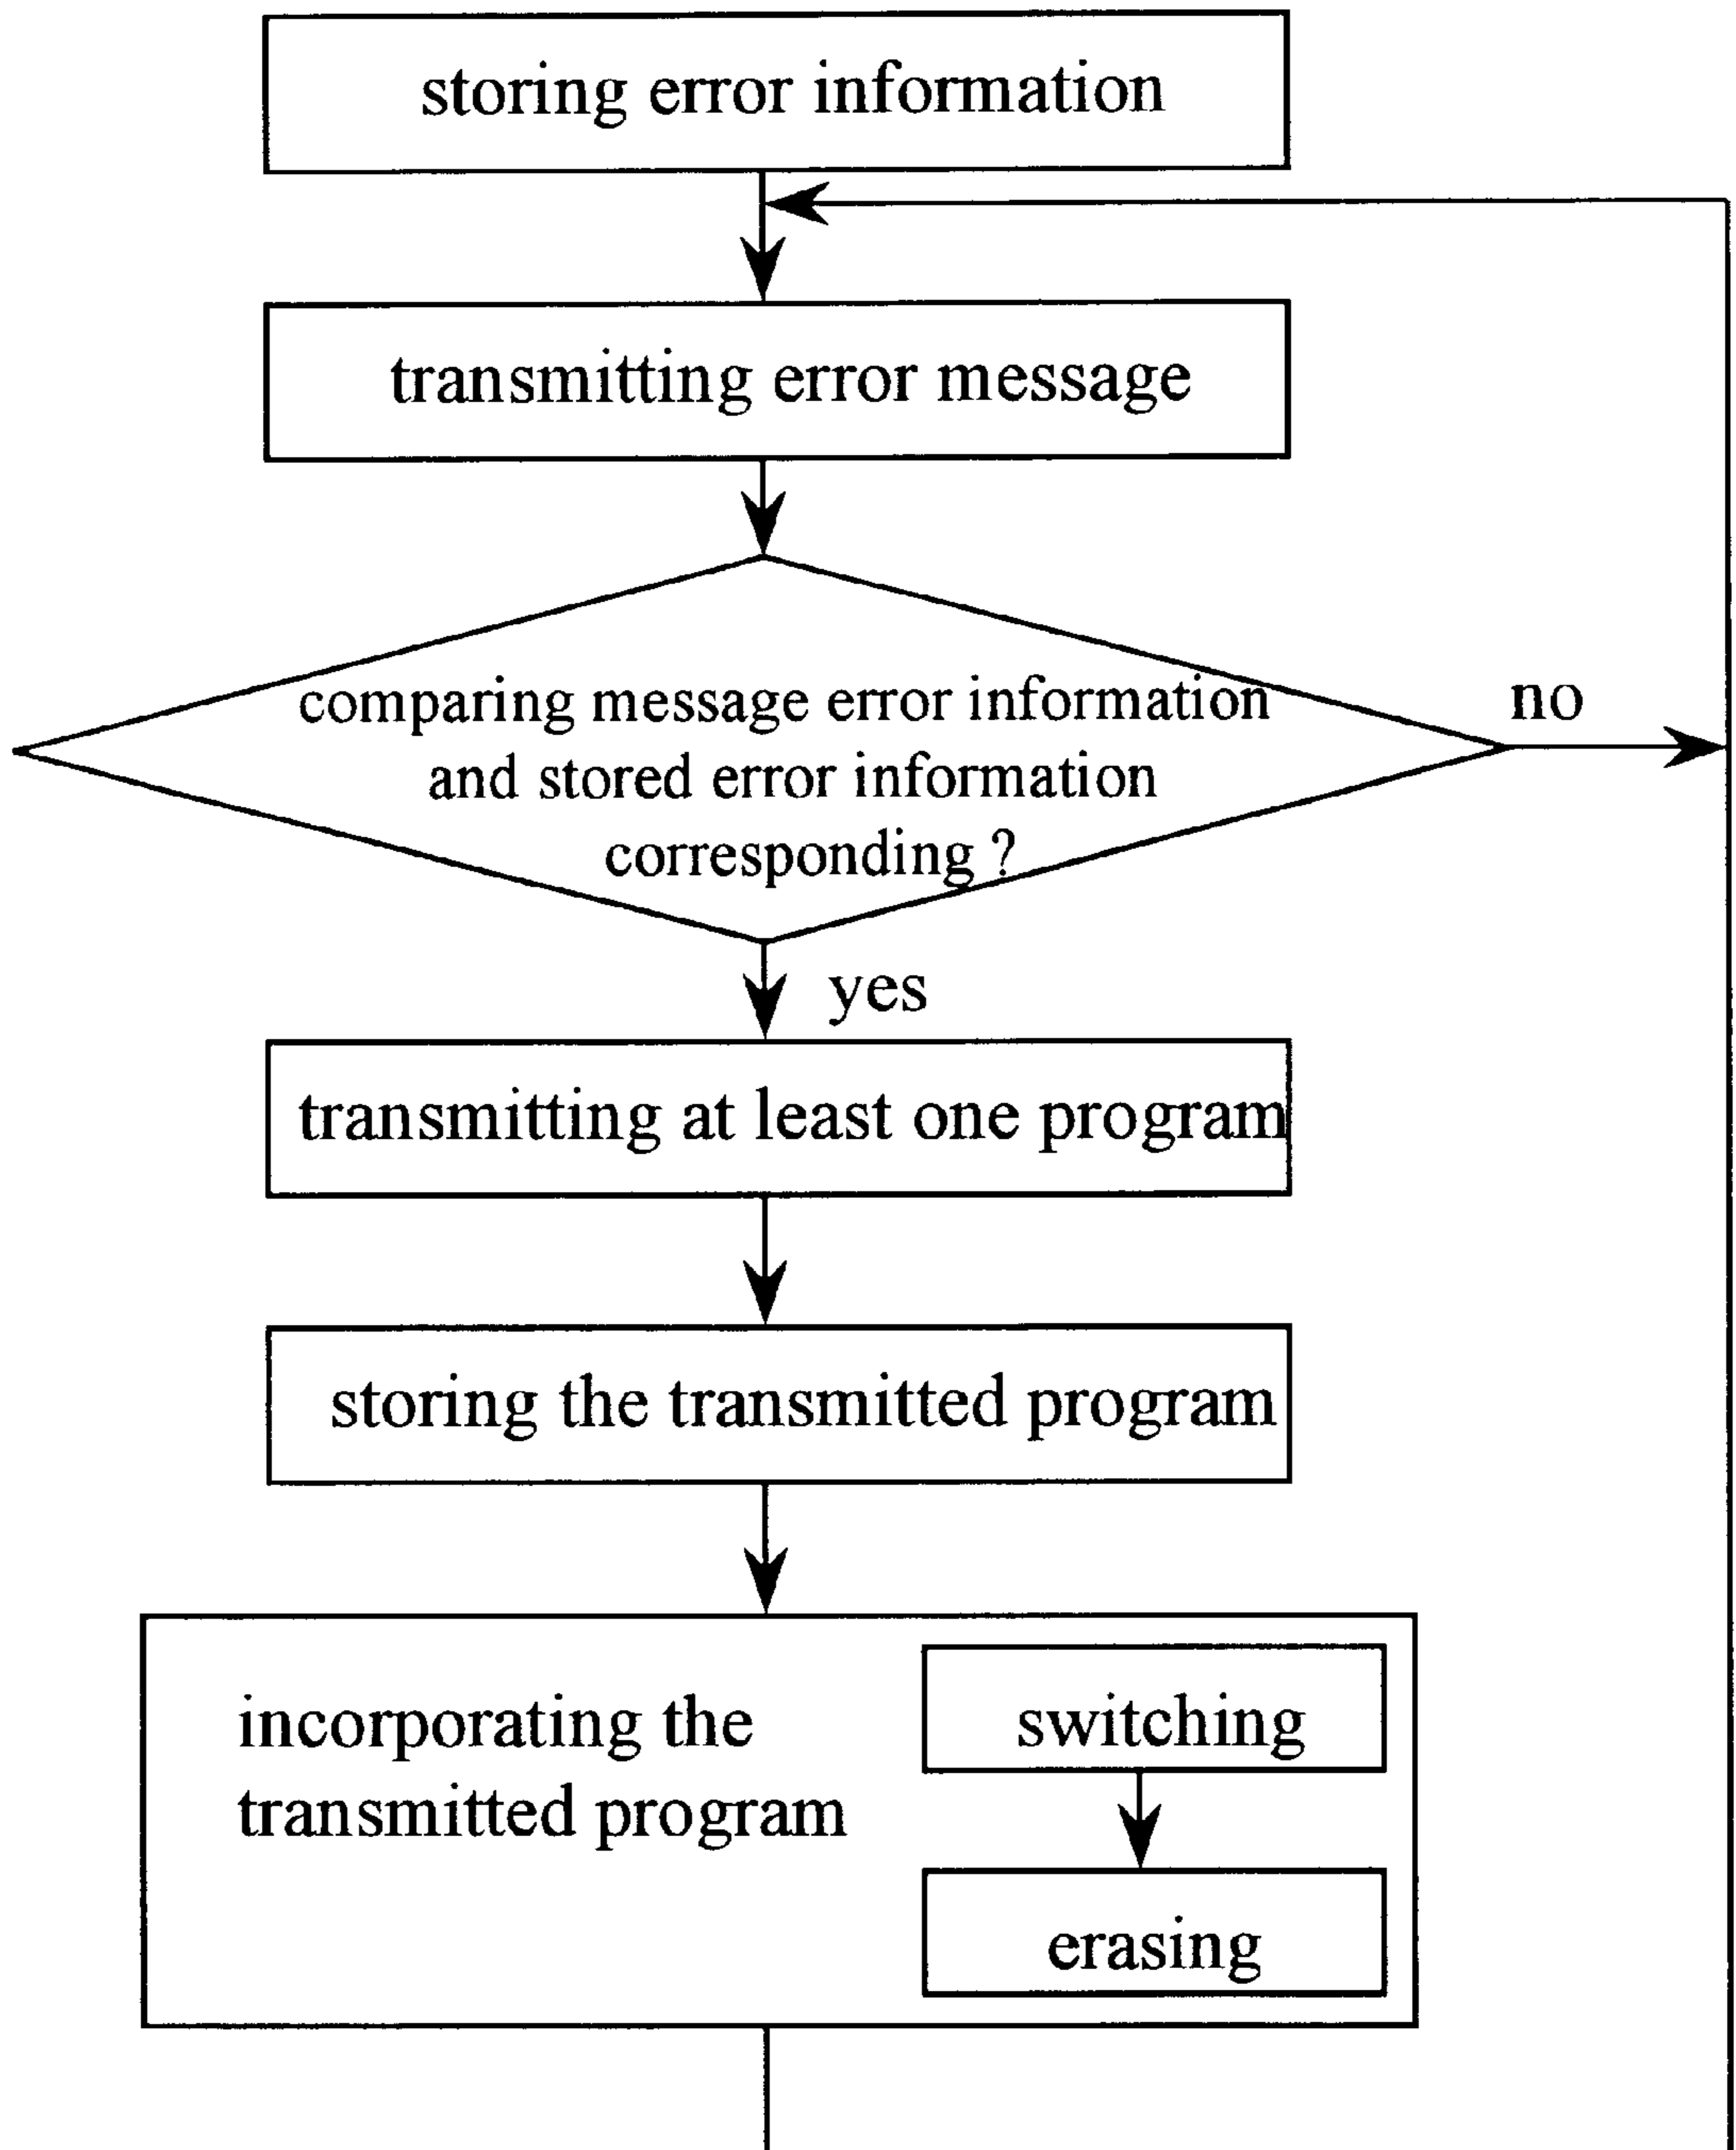 storing error information
transmitting error message
comparing message error information
and stored error information
corresponding ?
no
yes
transmitting at least one program
storing the transmitted program
incorporating the
transmitted program
switching
erasing